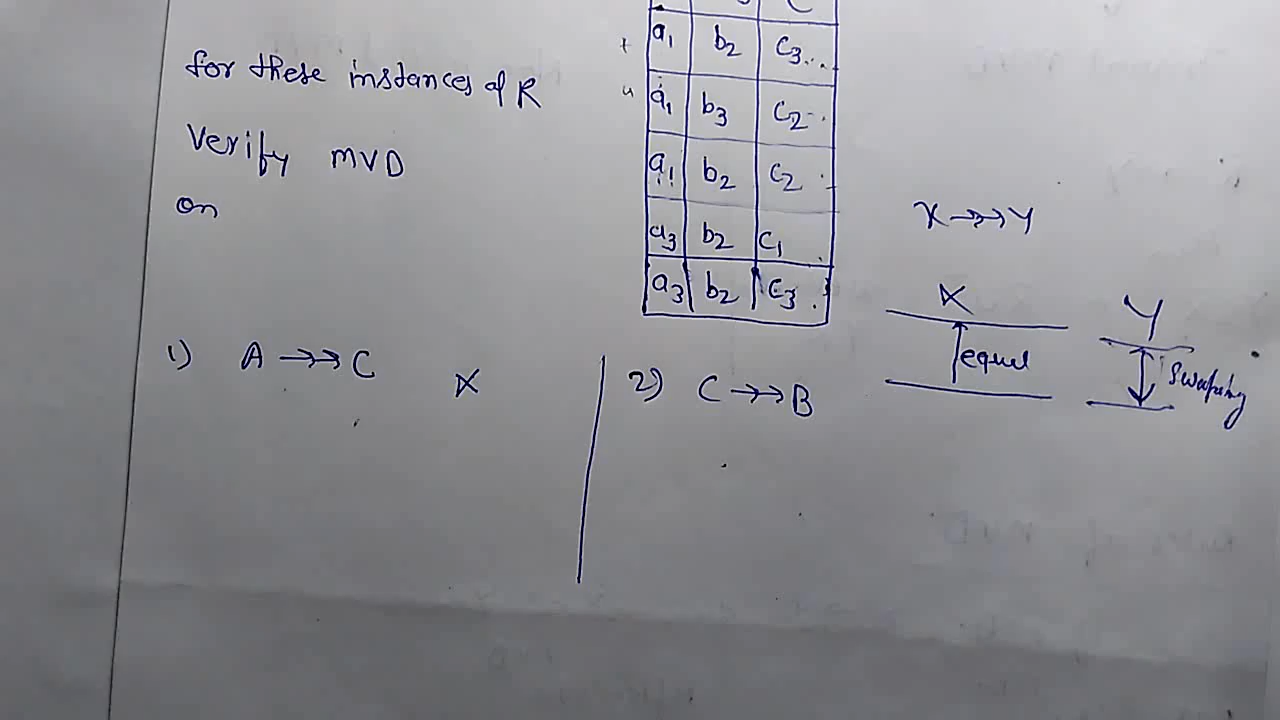 a1 b2 c3..
for these instances of R
a1 b3 c2..
Verify MVD
a1 b2 c2 .
on
a3 b2 c1 .
X →→ Y
a3 b2 c3 .
X Y
equal
swaping
1) A →→ C X
2) C →→ B